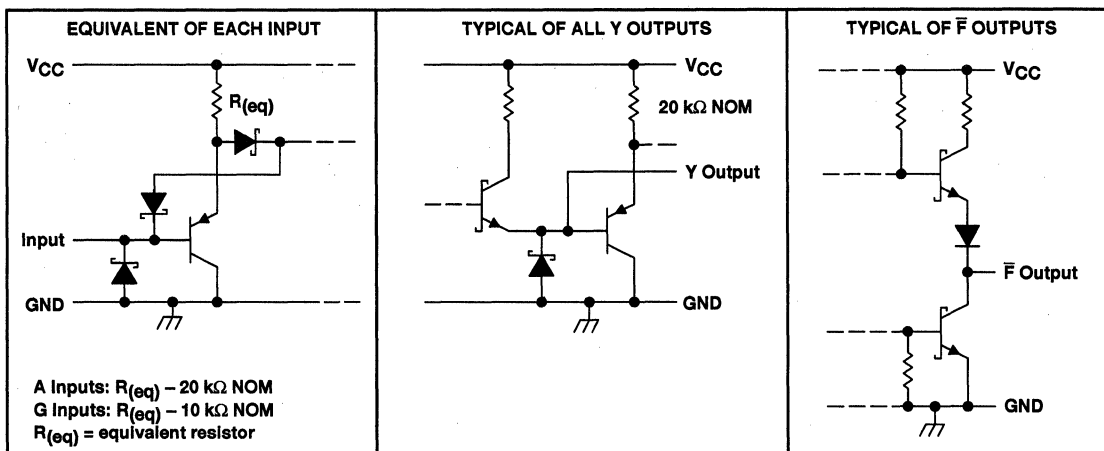 EQUIVALENT OF EACH INPUT
VCC
R(eq)
Input
GND
A Inputs: R(eq) – 20 kΩ NOM
G Inputs: R(eq) – 10 kΩ NOM
R(eq) = equivalent resistor
TYPICAL OF ALL Y OUTPUTS
VCC
20 kΩ NOM
Y Output
GND
TYPICAL OF F̅ OUTPUTS
VCC
F̅ Output
GND